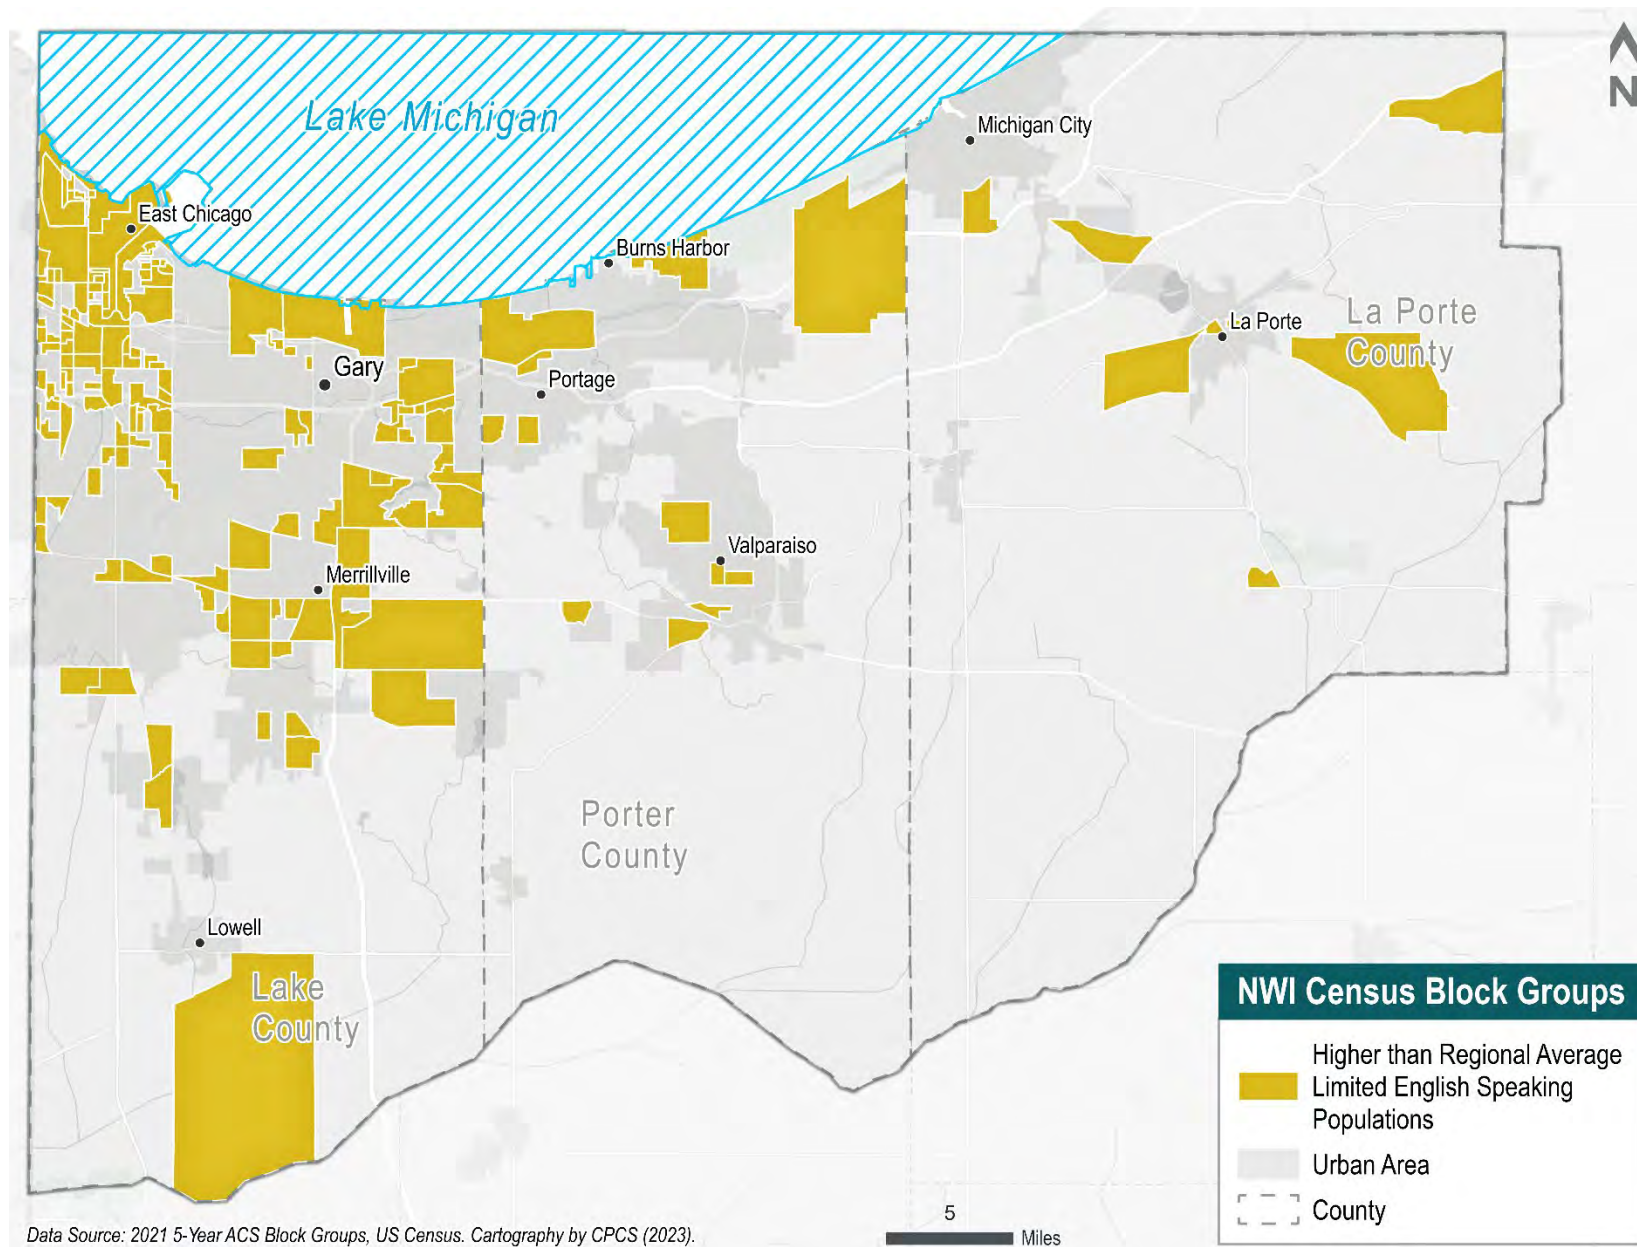 N
Lake Michigan
Michigan City
East Chicago
Burns Harbor
La Porte
County
La Porte
Gary
Portage
Valparaiso
Merrillville
Porter
County
Lowell
Lake
County
NWI Census Block Groups
Higher than Regional Average
Limited English Speaking
Populations
Urban Area
County
5
Miles
Data Source: 2021 5-Year ACS Block Groups, US Census. Cartography by CPCS (2023).